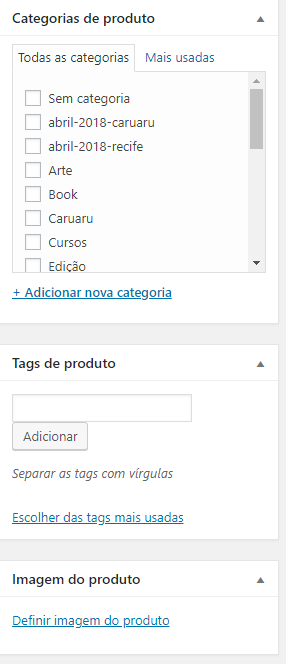 Categorias de produto
Todas as categorias
Mais usadas
Sem categoria
abril-2018-caruaru
abril-2018-recife
Arte
Book
Caruaru
Cursos
Edição
+ Adicionar nova categoria
Tags de produto
Adicionar
Separar as tags com vírgulas
Escolher das tags mais usadas
Imagem do produto
Definir imagem do produto